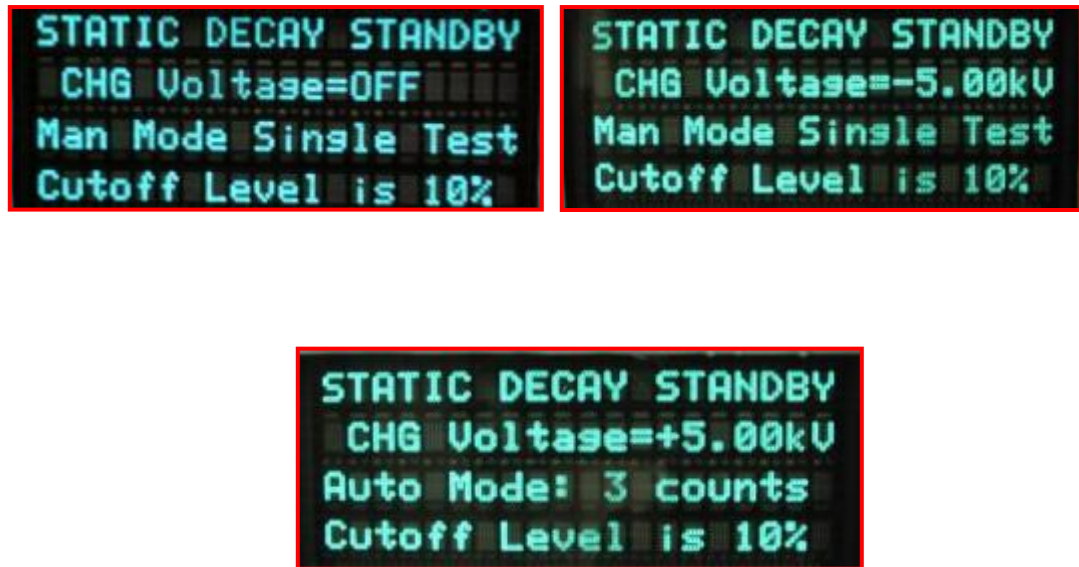 STATIC DECAY STANDBY
CHG Voltage=OFF
Man Mode Single Test
Cutoff Level is 10%
STATIC DECAY STANDBY
CHG Voltage=-5.00kV
Man Mode Single Test
Cutoff Level is 10%
STATIC DECAY STANDBY
CHG Voltage=+5.00kV
Auto Mode: 3 counts
Cutoff Level is 10%